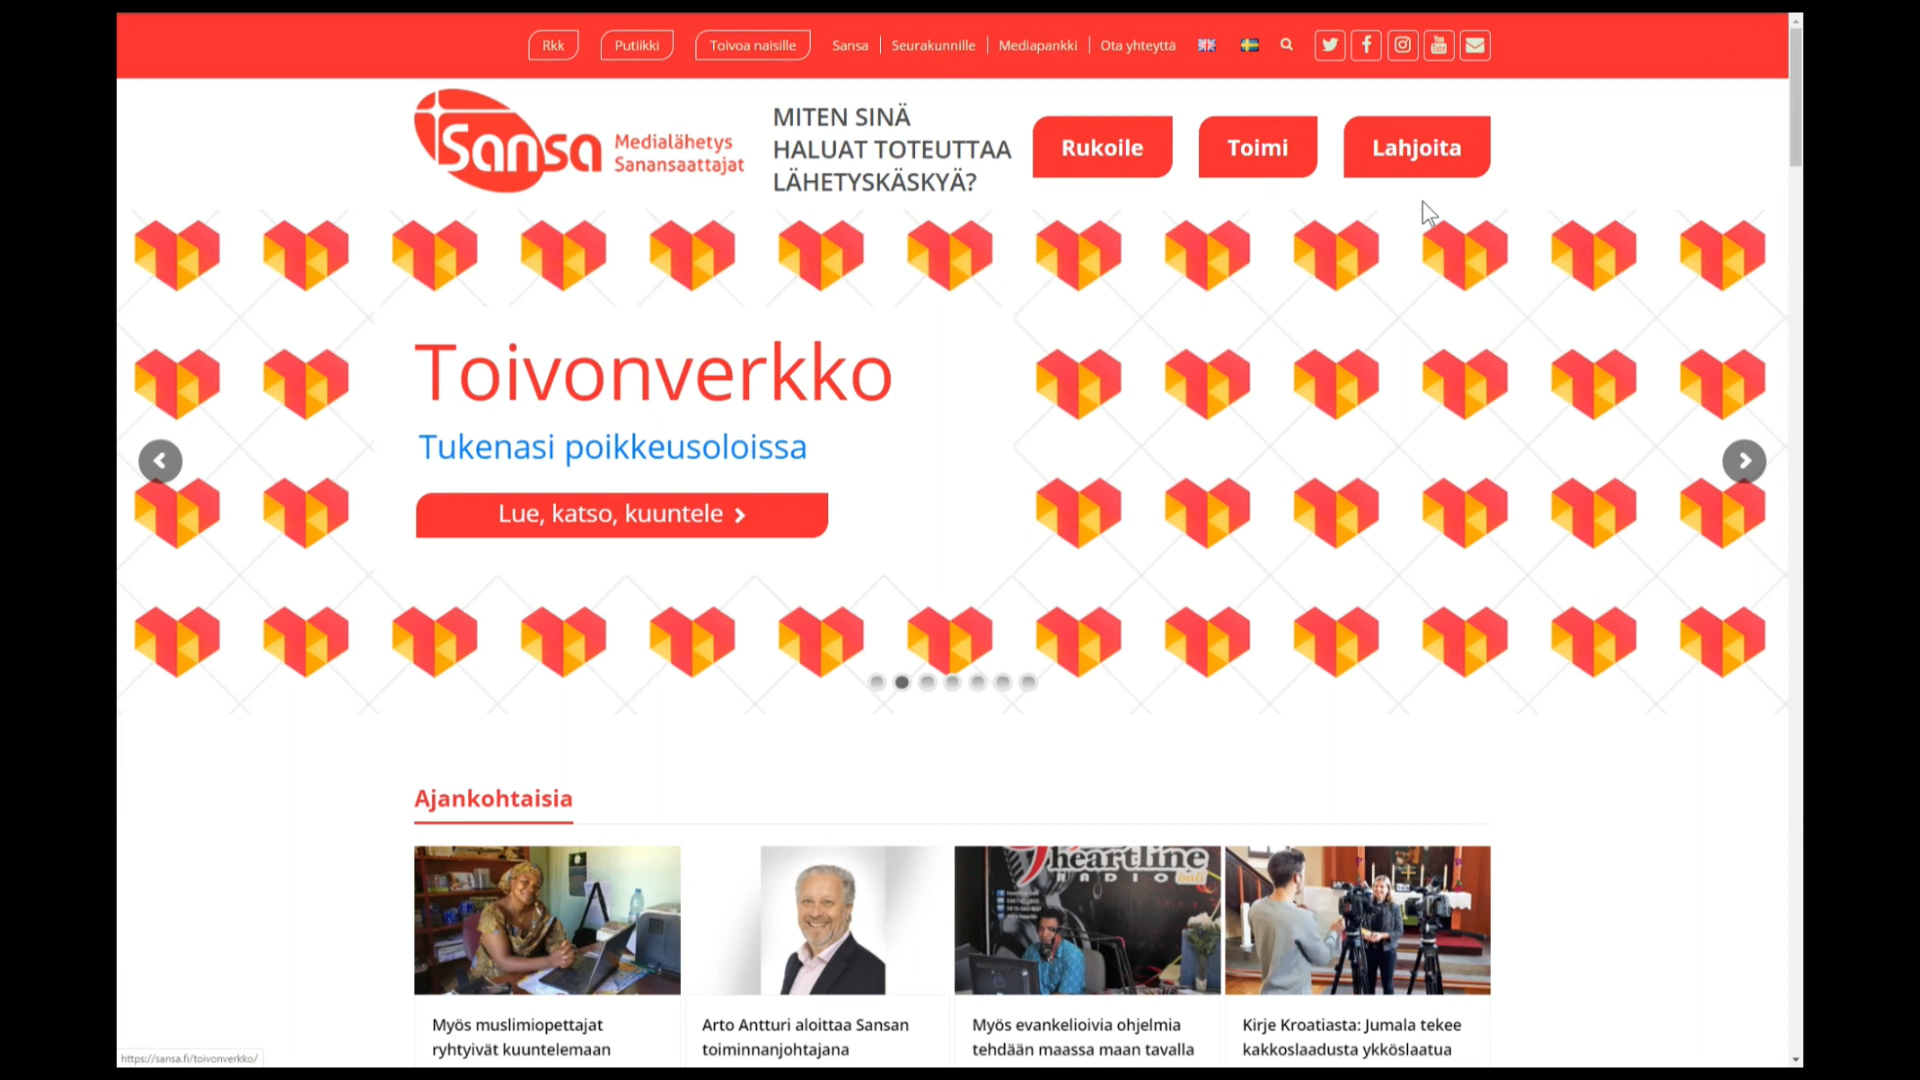 Rkk
Putiikki
Toivoa naisille
Sansa
Seurakunnille
Mediapankki
Ota yhteyttä
Sansa
Medialähetys
Sanansaattajat
MITEN SINÄ
HALUAT TOTEUTTAA
LÄHETYSKÄSKYÄ?
Rukoile
Toimi
Lahjoita
Toivonverkko
Tukenasi poikkeusoloissa
Lue, katso, kuuntele
Ajankohtaisia
heartline
RADIO bali
Myös muslimiopettajat
ryhtyivät kuuntelemaan
Arto Antturi aloittaa Sansan
toiminnanjohtajana
Myös evankelioivia ohjelmia
tehdään maassa maan tavalla
Kirje Kroatiasta: Jumala tekee
kakkoslaadusta ykköslaatua
https://sansa.fi/toivonverkko/